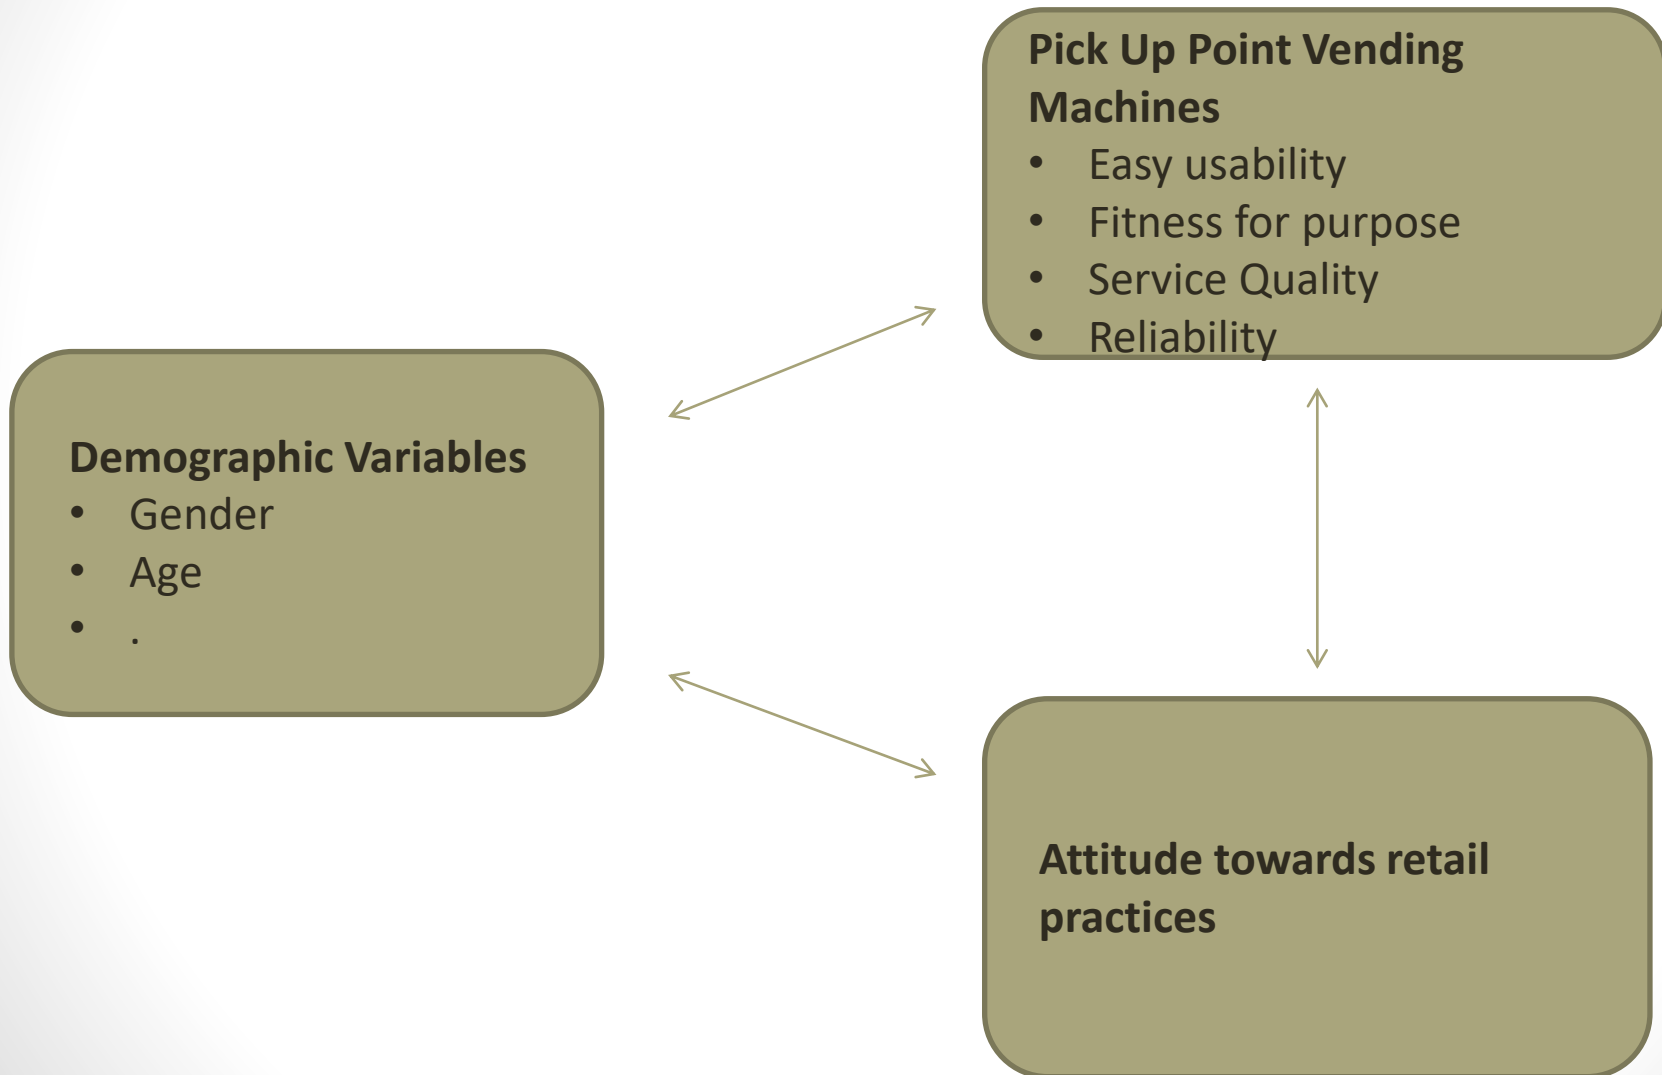 Pick Up Point Vending
Machines
• Easy usability
• Fitness for purpose
• Service Quality
• Reliability
Demographic Variables
• Gender
• Age
• .
Attitude towards retail
practices